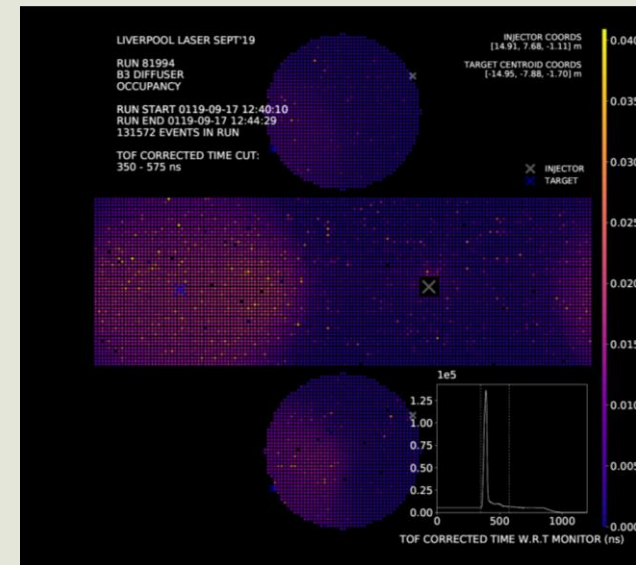 LIVERPOOL LASER SEPT'19
RUN 81994
B3 DIFFUSER
OCCUPANCY
RUN START 0119-09-17 12:40:10
RUN END 0119-09-17 12:44:29
131572 EVENTS IN RUN
TOF CORRECTED TIME CUT:
350 - 575 ns
INJECTOR COORDS
[14.91, 7.68, -1.11] m
TARGET CENTROID COORDS
[-14.95, -7.88, -1.70] m
INJECTOR
TARGET
0.040
0.035
0.030
0.025
0.020
0.015
0.010
0.005
0.000
1e5
1.25
1.00
0.75
0.50
0.25
0.00
0 500 1000
TOF CORRECTED TIME W.R.T MONITOR (ns)